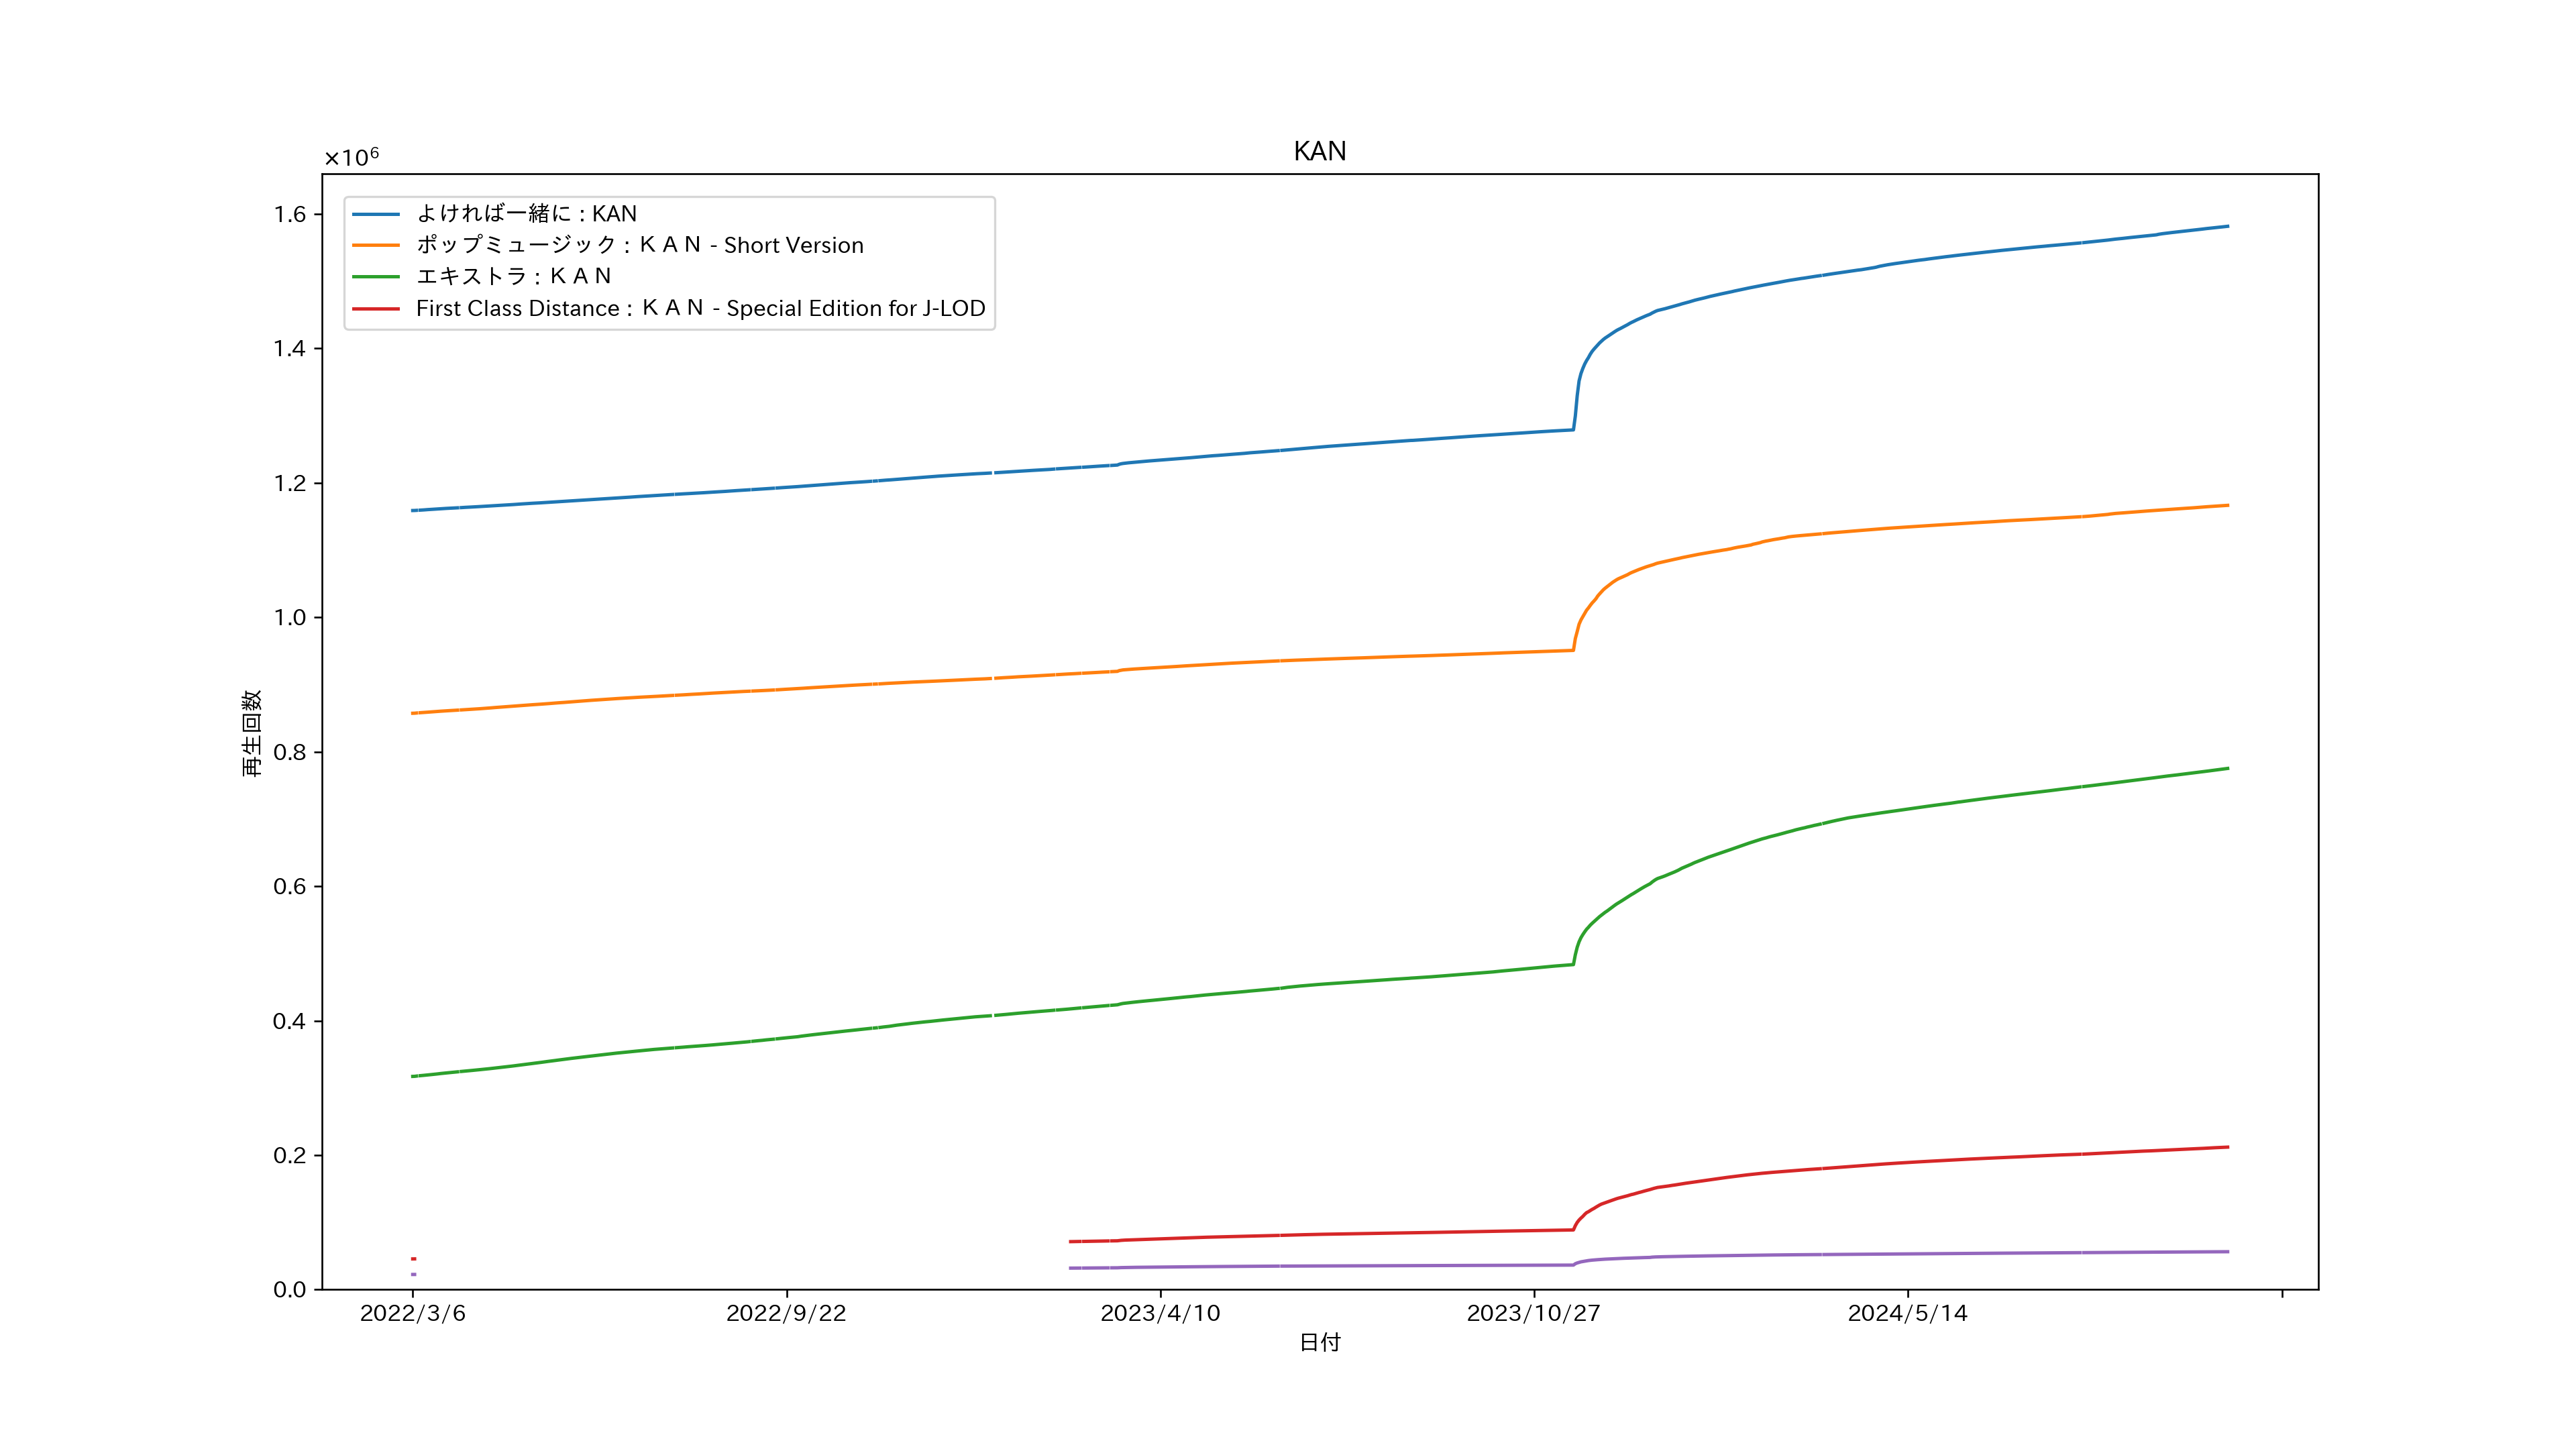 KAN
×10⁶
よければ一緒に : KAN
ポップミュージック : ＫＡＮ - Short Version
エキストラ : ＫＡＮ
First Class Distance : ＫＡＮ - Special Edition for J-LOD
1.6
1.4
1.2
1.0
0.8
0.6
0.4
0.2
0.0
再生回数
2022/3/6
2022/9/22
2023/4/10
2023/10/27
2024/5/14
日付